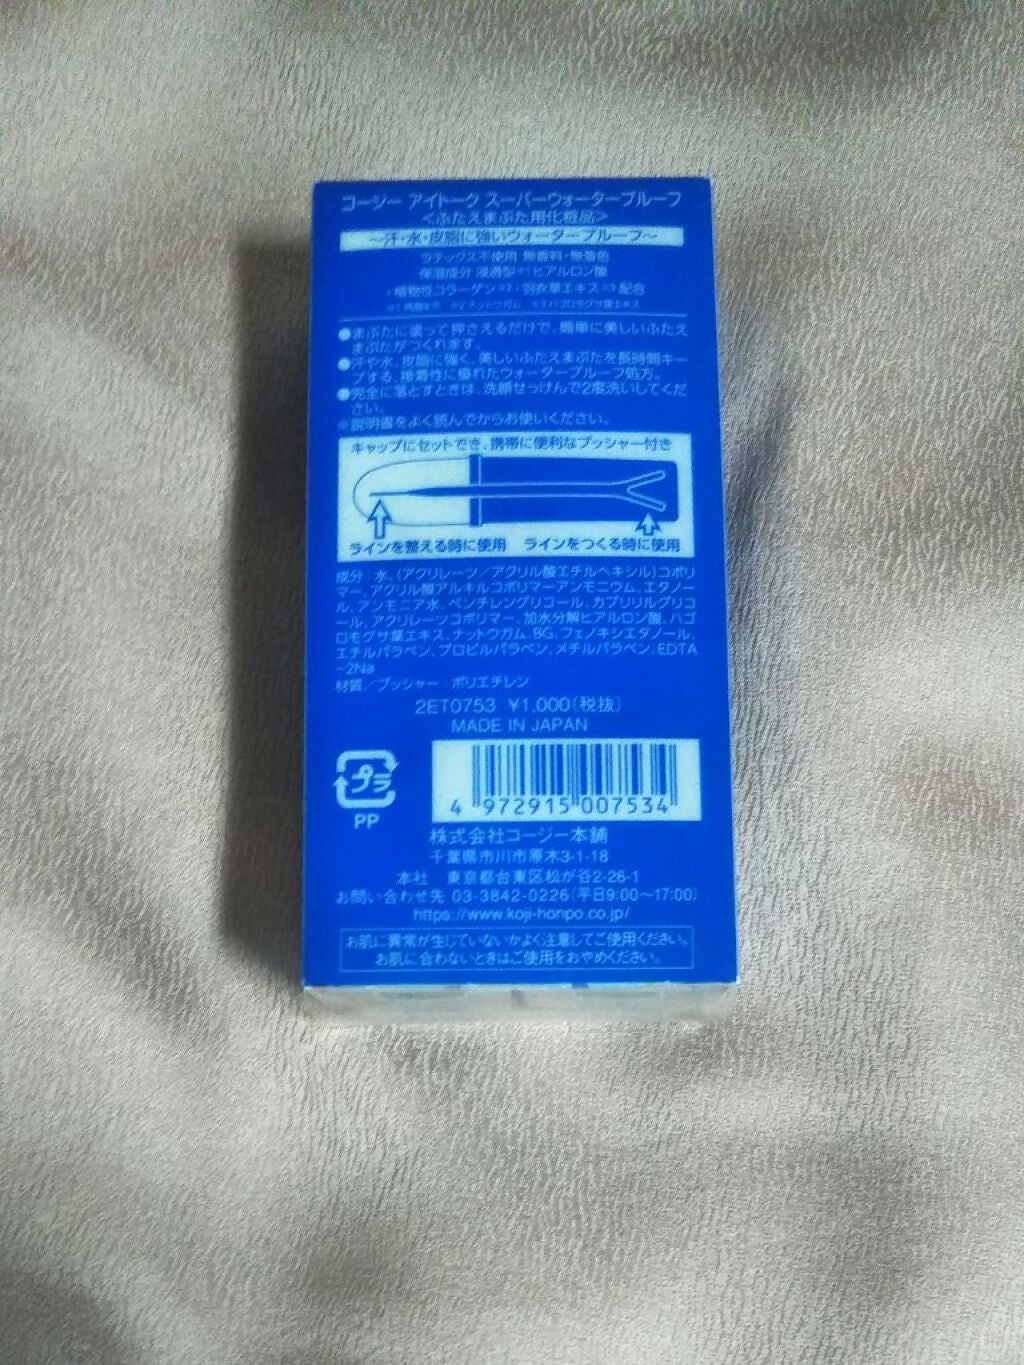 コージー アイトーク スーパーウォータープルーフ
<ふたえまぶた用化粧品>
～汗・水・皮脂に強いウォータープルーフ～
ラテックス不使用 無香料・無着色
保湿成分 浸透型※1ヒアルロン酸
・植物性コラーゲン※2・羽衣草エキス※3配合
※1 角層まで ※2 ナットウガム ※3 ハゴロモグサ葉エキス
●まぶたに塗って押さえるだけで、簡単に美しいふたえ
まぶたがつくれます。
●汗や水、皮脂に強く、美しいふたえまぶたを長時間キー
プする、接着性に優れたウォータープルーフ処方。
●完全に落とすときは、洗顔せっけんで2度洗いしてくだ
さい。
※説明書をよく読んでからお使いください。
キャップにセットでき、携帯に便利なプッシャー付き
ラインを整える時に使用 ラインをつくる時に使用
成分 : 水、(アクリレーツ／アクリル酸エチルヘキシル)コポリ
マー、アクリル酸アルキルコポリマーアンモニウム、エタノー
ル、アンモニア水、ペンチレングリコール、カプリリルグリコ
ール、アクリレーツコポリマー、加水分解ヒアルロン酸、ハゴ
ロモグサ葉エキス、ナットウガム、BG、フェノキシエタノール、
エチルパラベン、プロピルパラベン、メチルパラベン、EDTA
-2Na
材質／プッシャー : ポリエチレン
2ET0753 ¥1,000(税抜)
MADE IN JAPAN
プラ
PP
4 972915 007534
株式会社コージー本舗
千葉県市川市原木3-1-18
本社 東京都台東区松が谷2-26-1
お問い合わせ先 03-3842-0226(平日9:00～17:00)
https://www.koji-honpo.co.jp/
お肌に異常が生じていないかよく注意してご使用ください。
お肌に合わないときはご使用をおやめください。